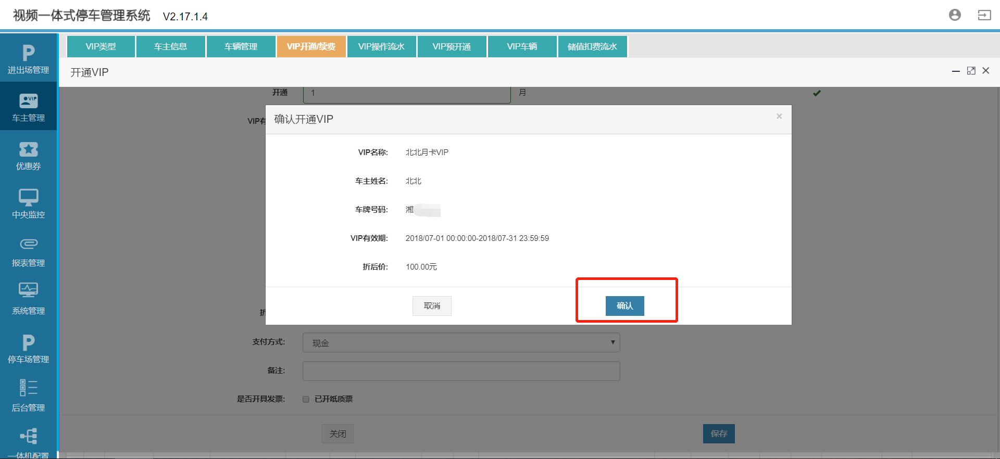 视频一体式停车管理系统 V2.17.1.4
VIP类型 车主信息 车辆管理 VIP开通/续费 VIP操作流水 VIP预开通 VIP车辆 储值扣费流水
进出场管理
车主管理
优惠券
中央监控
报表管理
系统管理
停车场管理
后台管理
一体机配置
开通VIP
开通 1 月
VIP有
确认开通VIP ×
VIP名称: 北北月卡VIP
车主姓名: 北北
车牌号码: 湘
VIP有效期: 2018/07-01 00:00:00-2018/07-31 23:59:59
折后价: 100.00元
取消 确认
折
支付方式: 现金
备注:
是否开具发票: 已开纸质票
关闭 保存